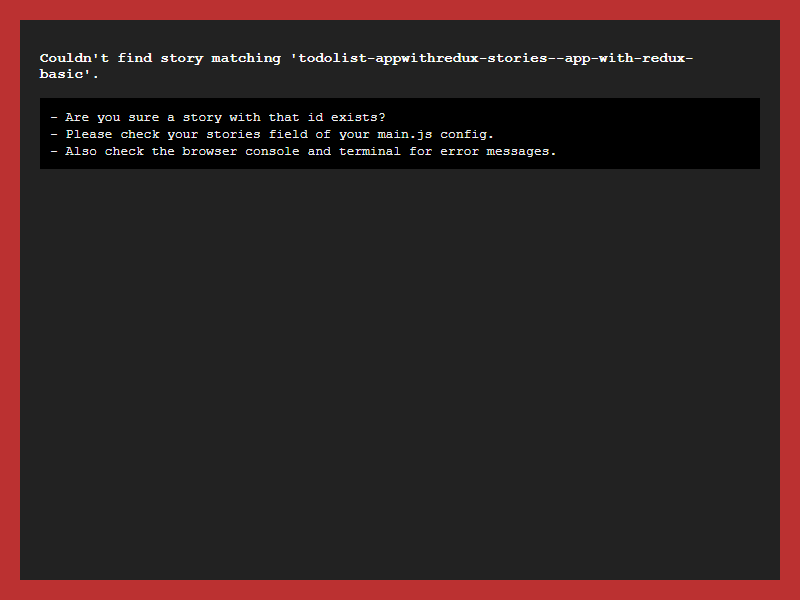 Couldn't find story matching 'todolist-appwithredux-stories--app-with-redux-
basic'.
- Are you sure a story with that id exists?
- Please check your stories field of your main.js config.
- Also check the browser console and terminal for error messages.